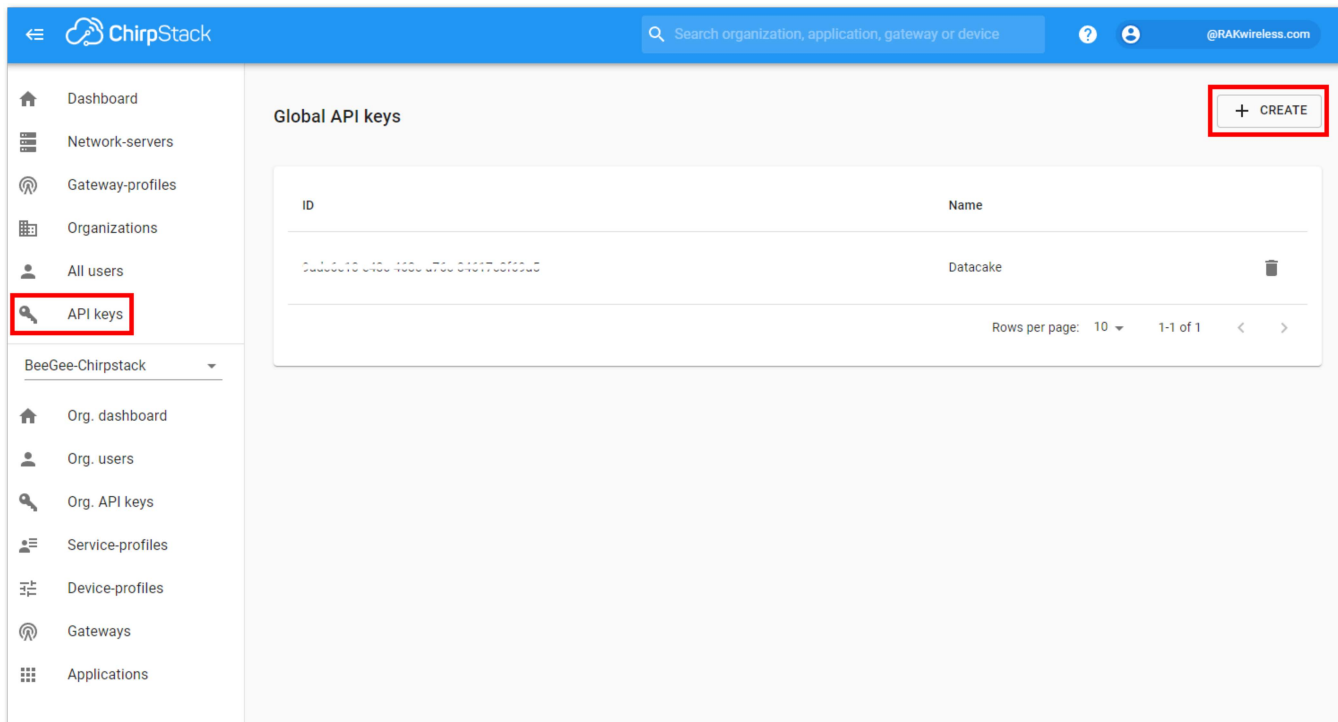 ChirpStack
Search organization, application, gateway or device
@RAKwireless.com
Dashboard
Network-servers
Gateway-profiles
Organizations
All users
API keys
BeeGee-Chirpstack
Org. dashboard
Org. users
Org. API keys
Service-profiles
Device-profiles
Gateways
Applications
Global API keys
+ CREATE
ID Name
Datacake
Rows per page: 10 1-1 of 1 < >